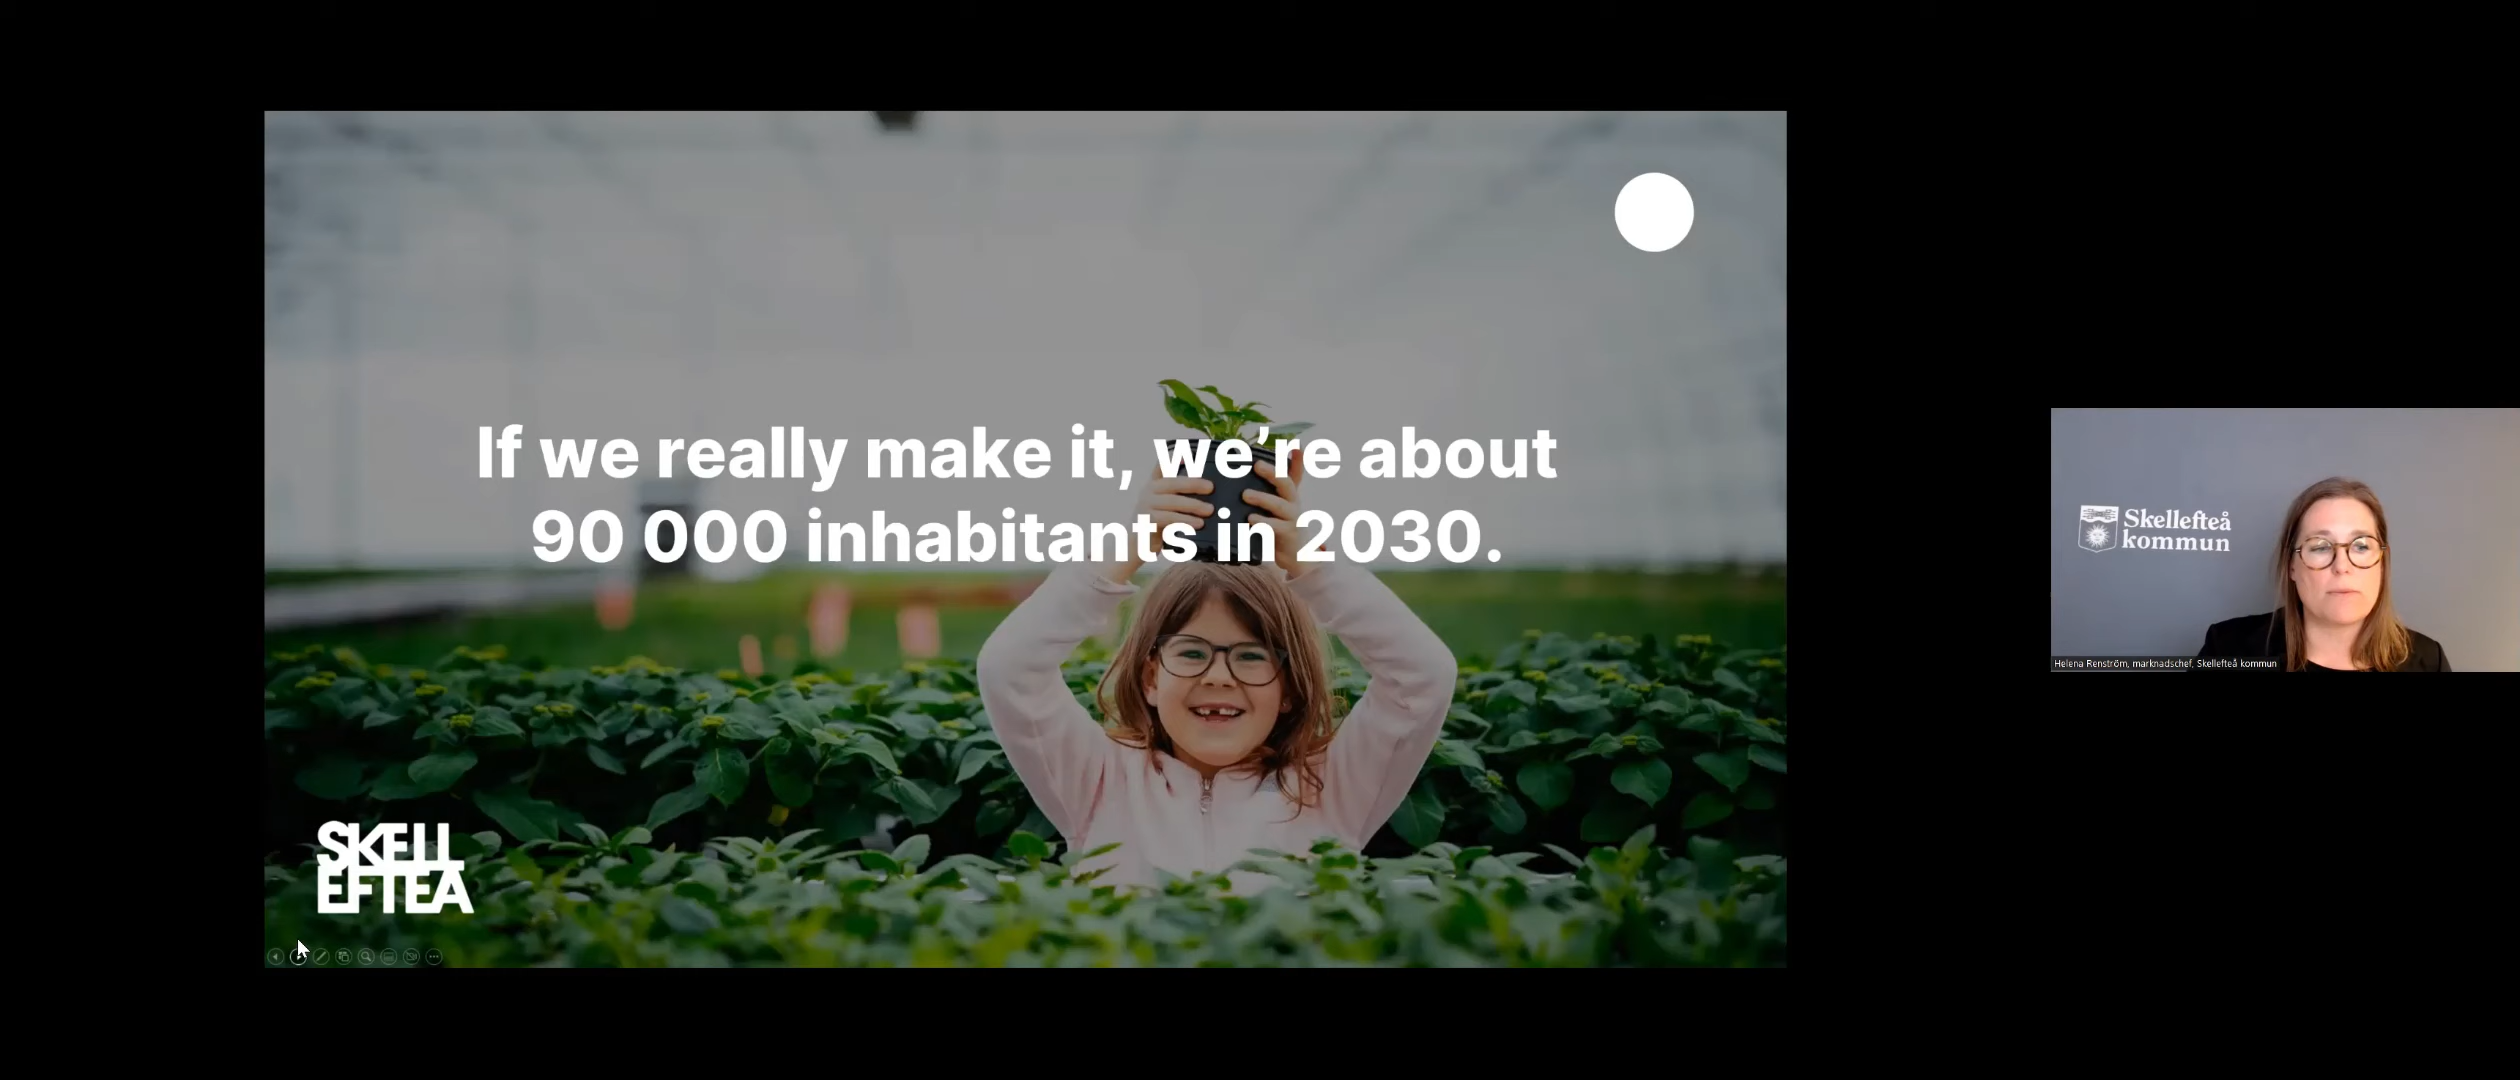 If we really make it, we’re about
90 000 inhabitants in 2030.
SKELL
EFTEA
Skellefteå
kommun
Helena Renström, marknadschef, Skellefteå kommun